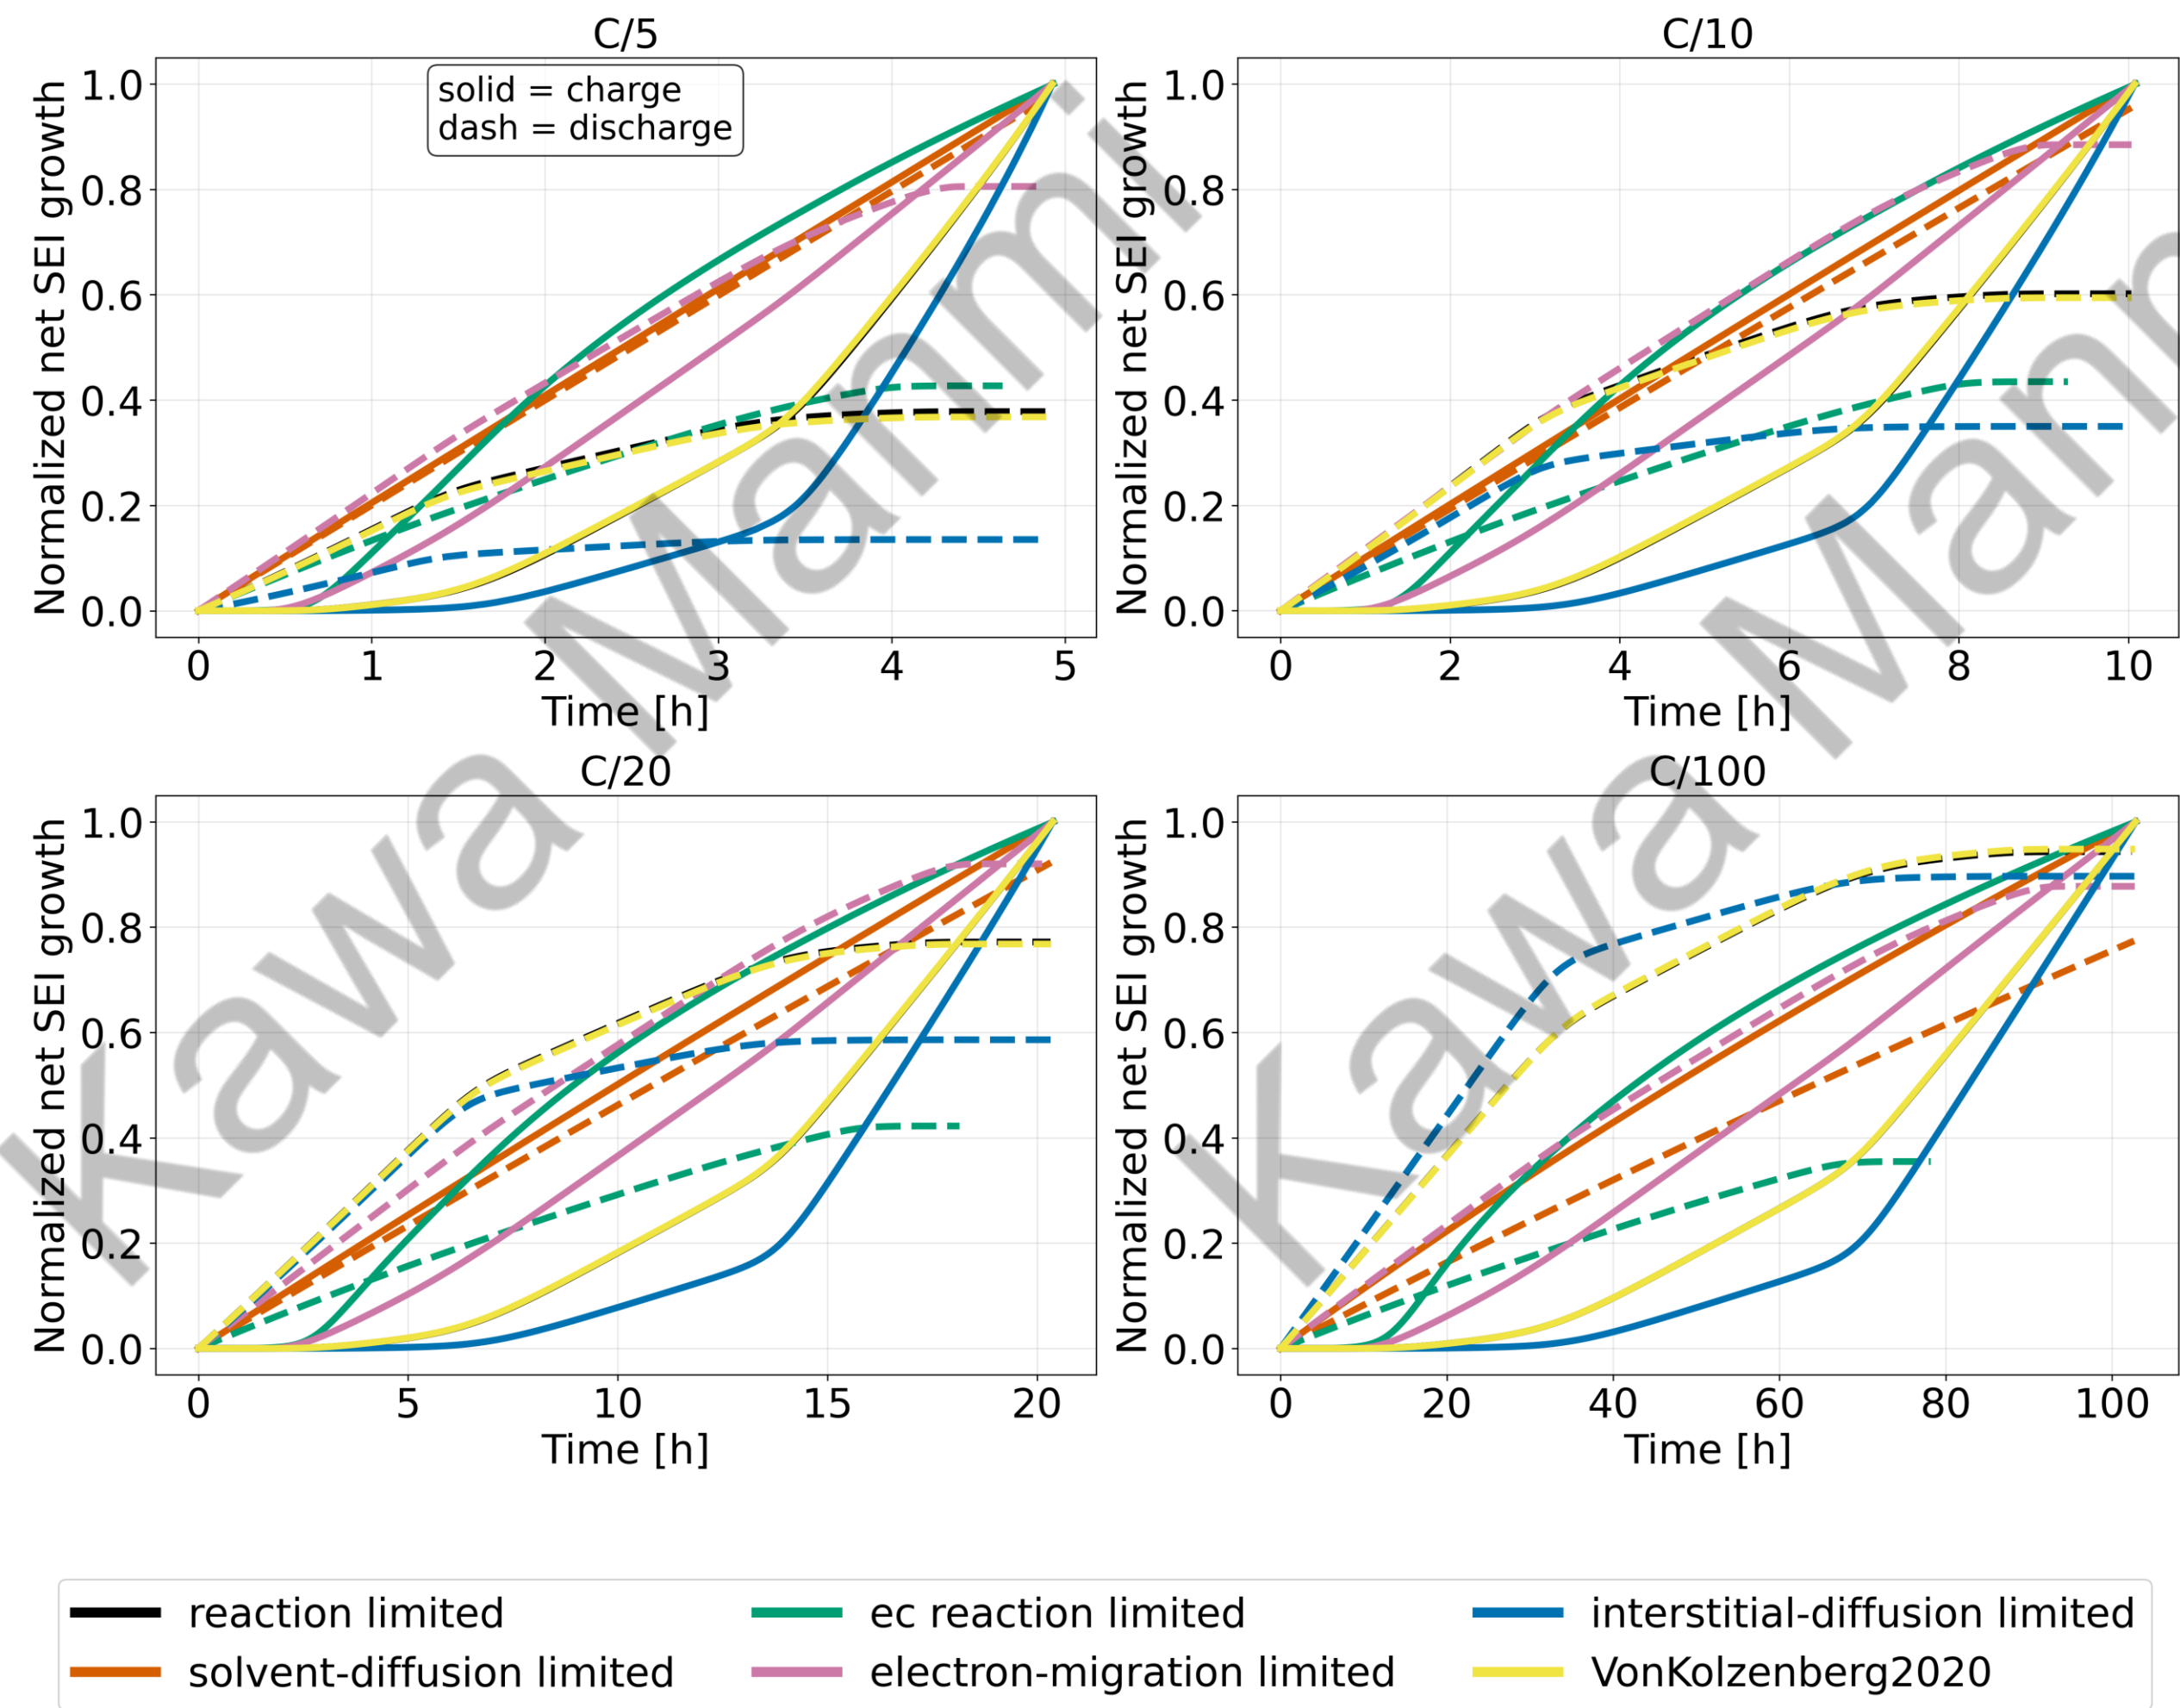 C/5
solid = charge
dash = discharge
Normalized net SEI growth
1.0
0.8
0.6
0.4
0.2
0.0
0 1 2 3 4 5
Time [h]
C/10
Normalized net SEI growth
1.0
0.8
0.6
0.4
0.2
0.0
0 2 4 6 8 10
Time [h]
C/20
Normalized net SEI growth
1.0
0.8
0.6
0.4
0.2
0.0
0 5 10 15 20
Time [h]
C/100
Normalized net SEI growth
1.0
0.8
0.6
0.4
0.2
0.0
0 20 40 60 80 100
Time [h]
reaction limited
solvent-diffusion limited
ec reaction limited
electron-migration limited
interstitial-diffusion limited
VonKolzenberg2020
Kawa Manmi
Kawa Manm